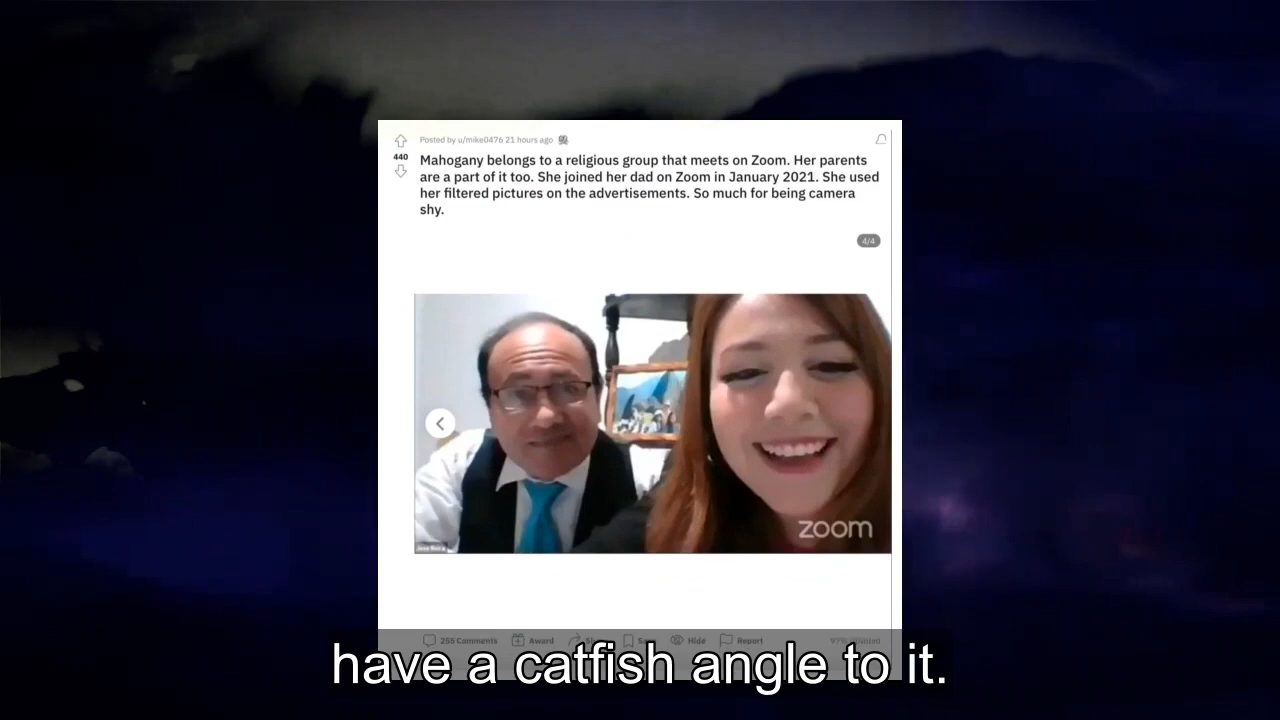 Posted by u/mike0476 21 hours ago
440
Mahogany belongs to a religious group that meets on Zoom. Her parents
are a part of it too. She joined her dad on Zoom in January 2021. She used
her filtered pictures on the advertisements. So much for being camera
shy.
4/4
zoom
255 Comments Award Hide Report
have a catfish angle to it.